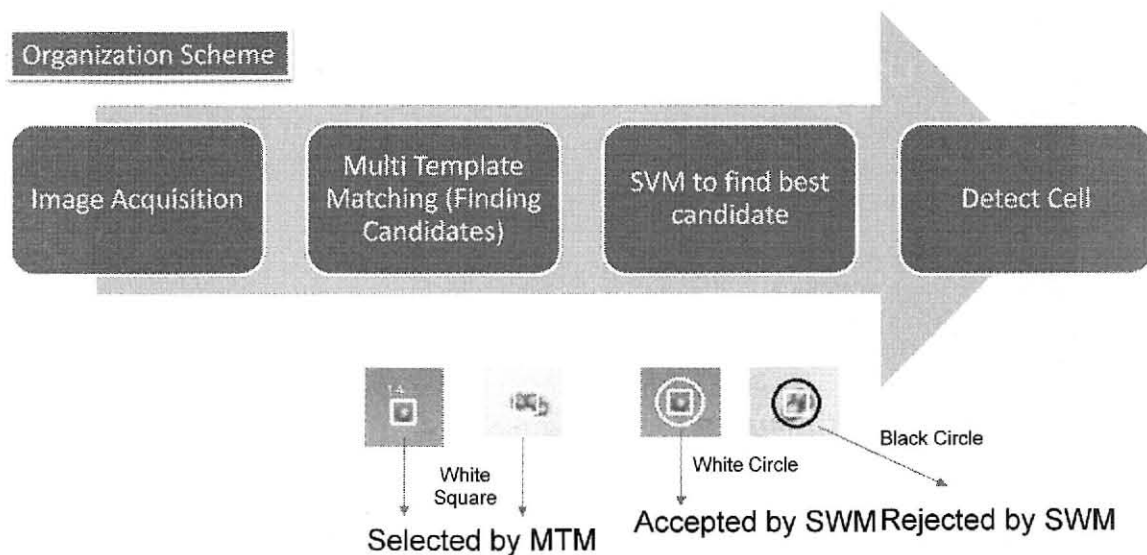 Organization Scheme
Image Acquisition
Multi Template
Matching (Finding
Candidates)
SVM to find best
candidate
Detect Cell
14
White
Square
Selected by MTM
White Circle
Accepted by SWM
Black Circle
Rejected by SWM